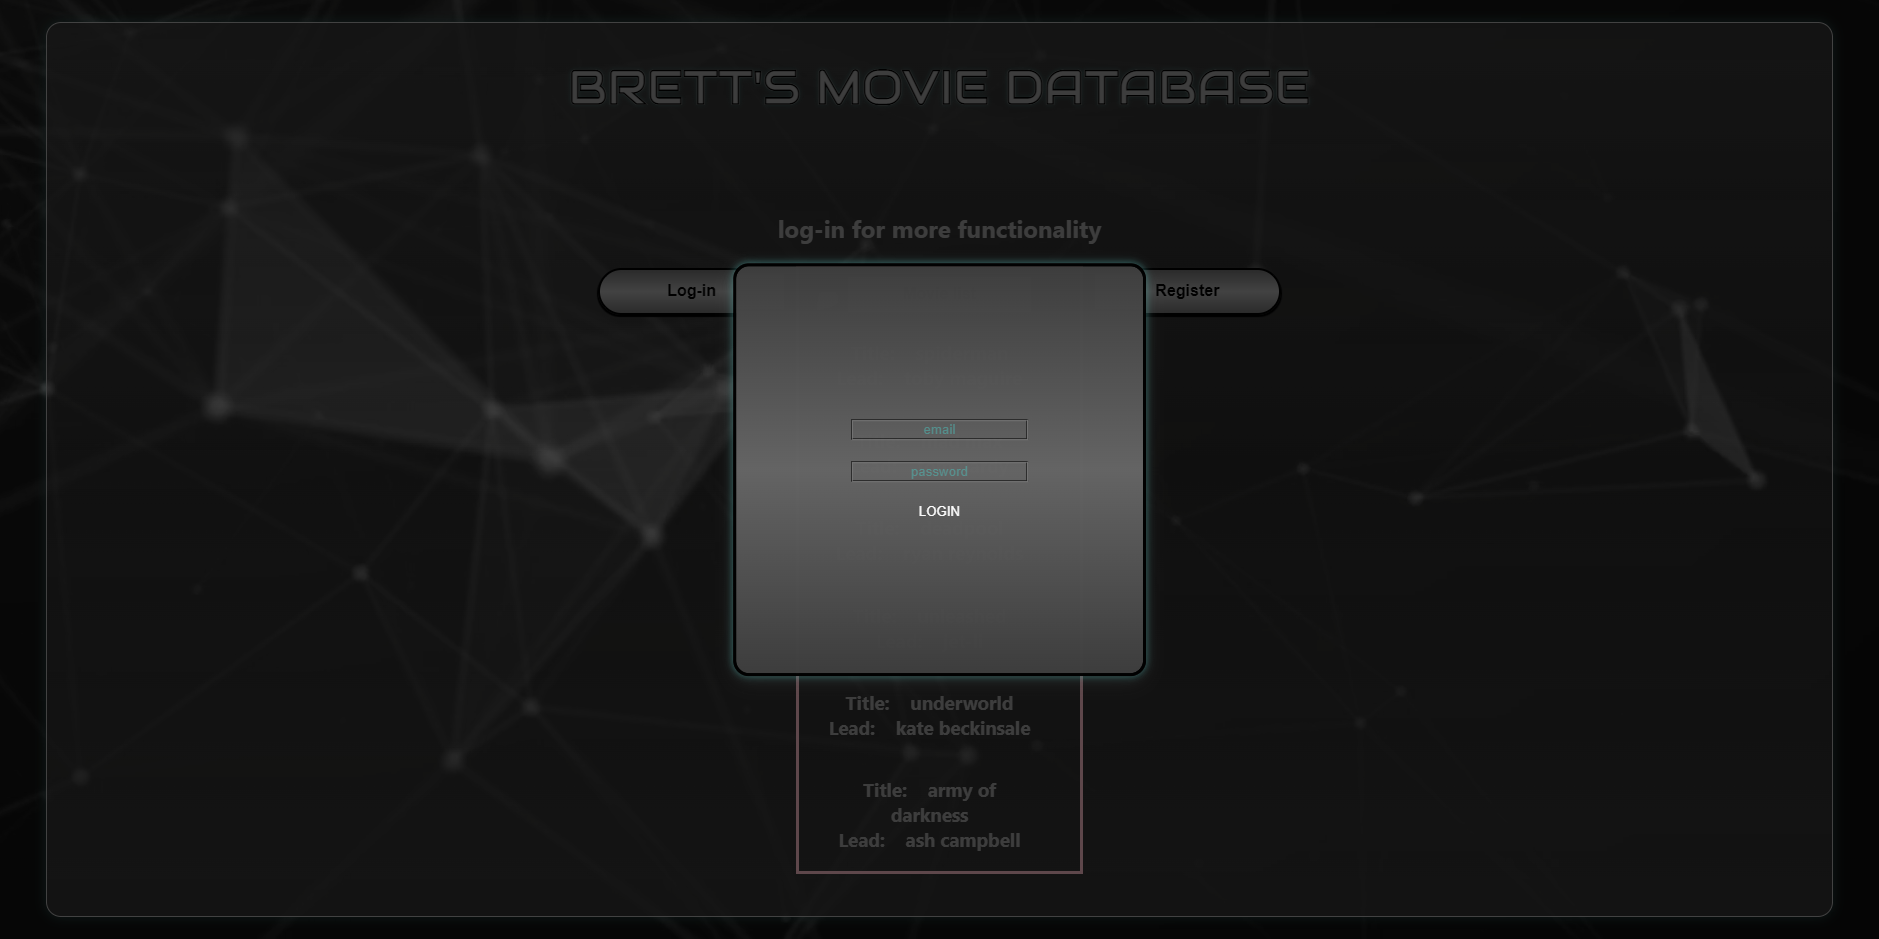 BRETT'S MOVIE DATABASE
log-in for more functionality
Log-in
Register
email
password
LOGIN
Title: underworld
Lead: kate beckinsale
Title: army of
darkness
Lead: ash campbell